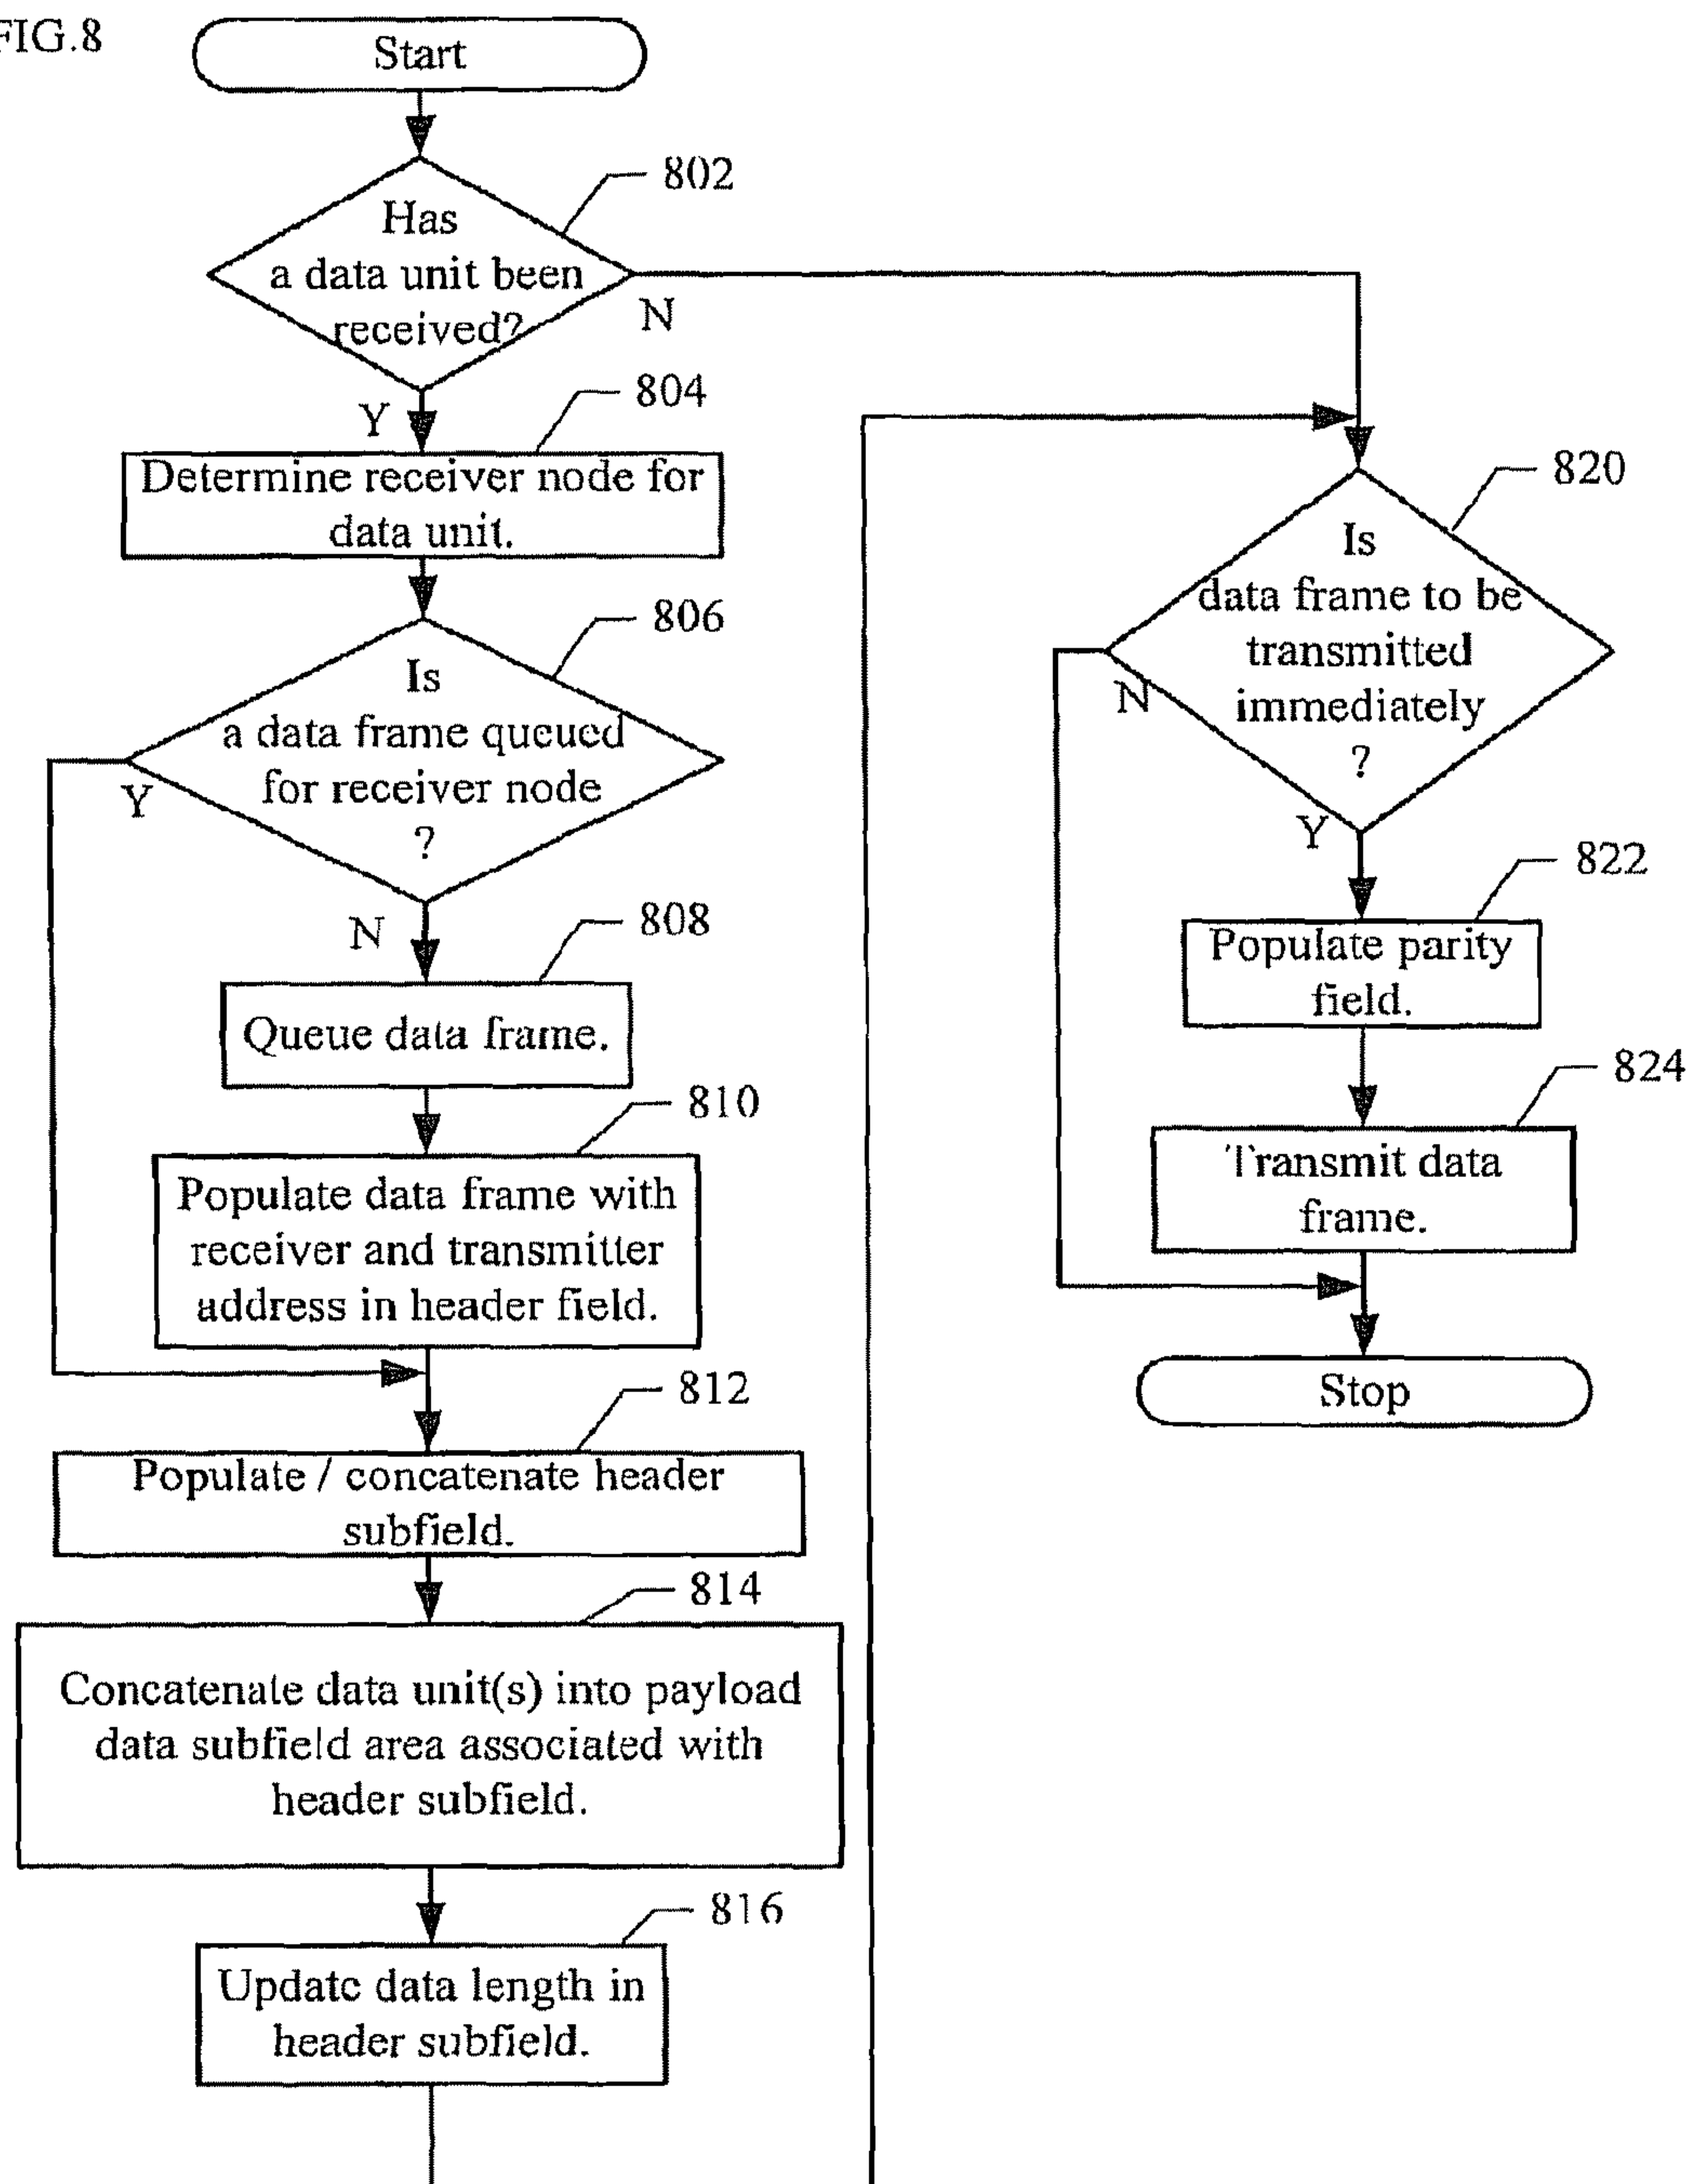 FIG.8
Start
802
Has
a data unit been
received?
N
Y
804
Determine receiver node for
data unit.
806
Is
a data frame queued
for receiver node
?
Y
N
808
Queue data frame.
810
Populate data frame with
receiver and transmitter
address in header field.
812
Populate / concatenate header
subfield.
814
Concatenate data unit(s) into payload
data subfield area associated with
header subfield.
816
Update data length in
header subfield.
820
Is
data frame to be
transmitted
immediately
?
N
Y
822
Populate parity
field.
824
Transmit data
frame.
Stop